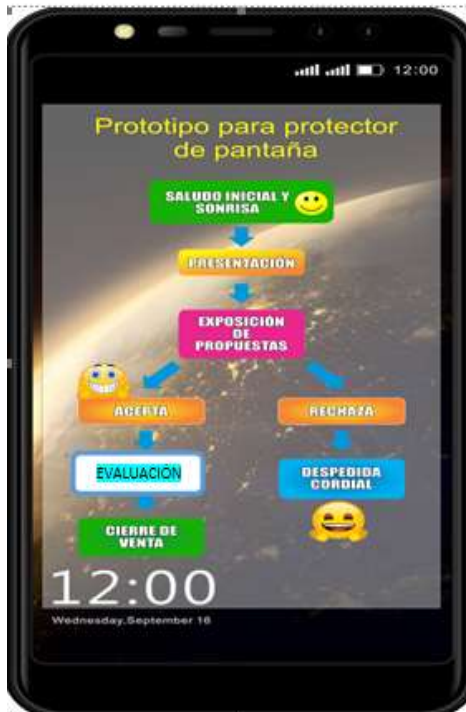 12:00
Prototipo para protector
de pantaña
SALUDO INICIAL Y
SONRISA
PRESENTACIÓN
EXPOSICIÓN
DE
PROPUESTAS
ACEPTA
RECHAZA
EVALUACIÓN
DESPEDIDA
CORDIAL
CIERRE DE
VENTA
12:00
Wednesday,September 16